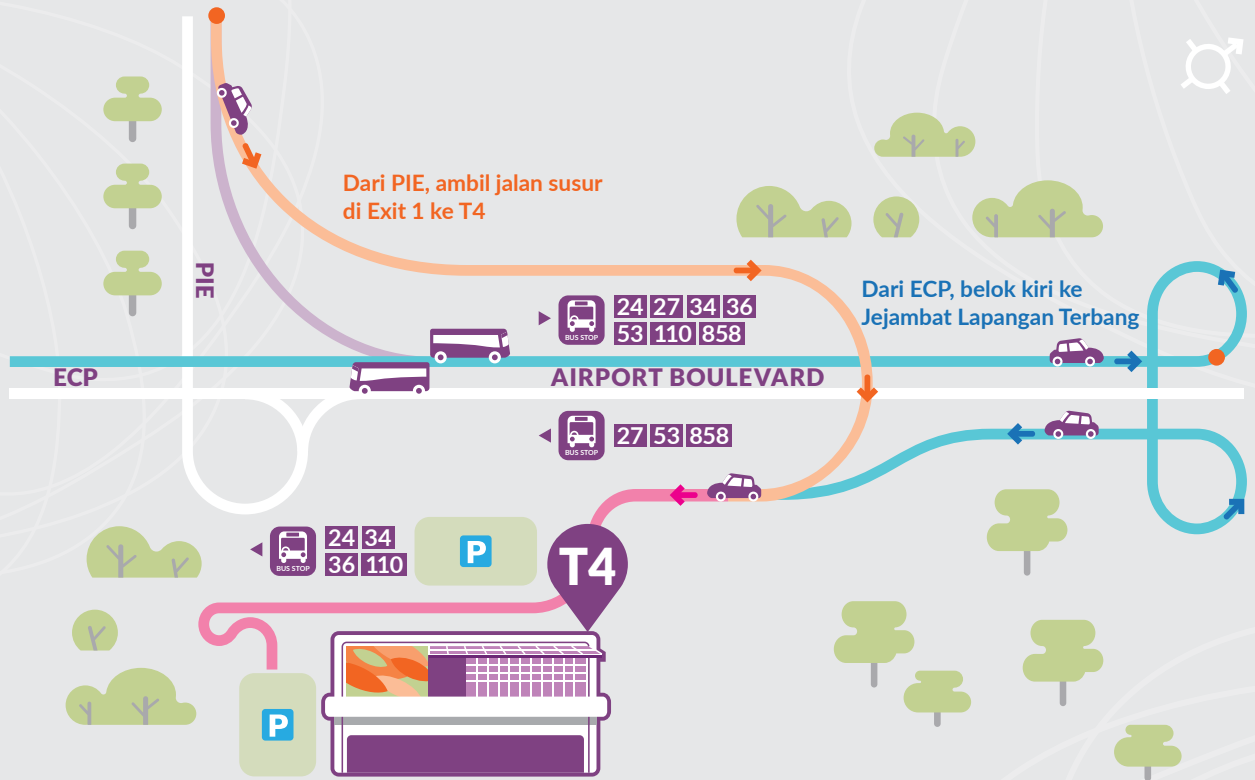 Dari PIE, ambil jalan susur
di Exit 1 ke T4
PIE
Dari ECP, belok kiri ke
Jejambat Lapangan Terbang
BUS STOP
24 27 34 36
53 110 858
ECP
AIRPORT BOULEVARD
BUS STOP
27 53 858
BUS STOP
24 34
36 110
P
T4
P